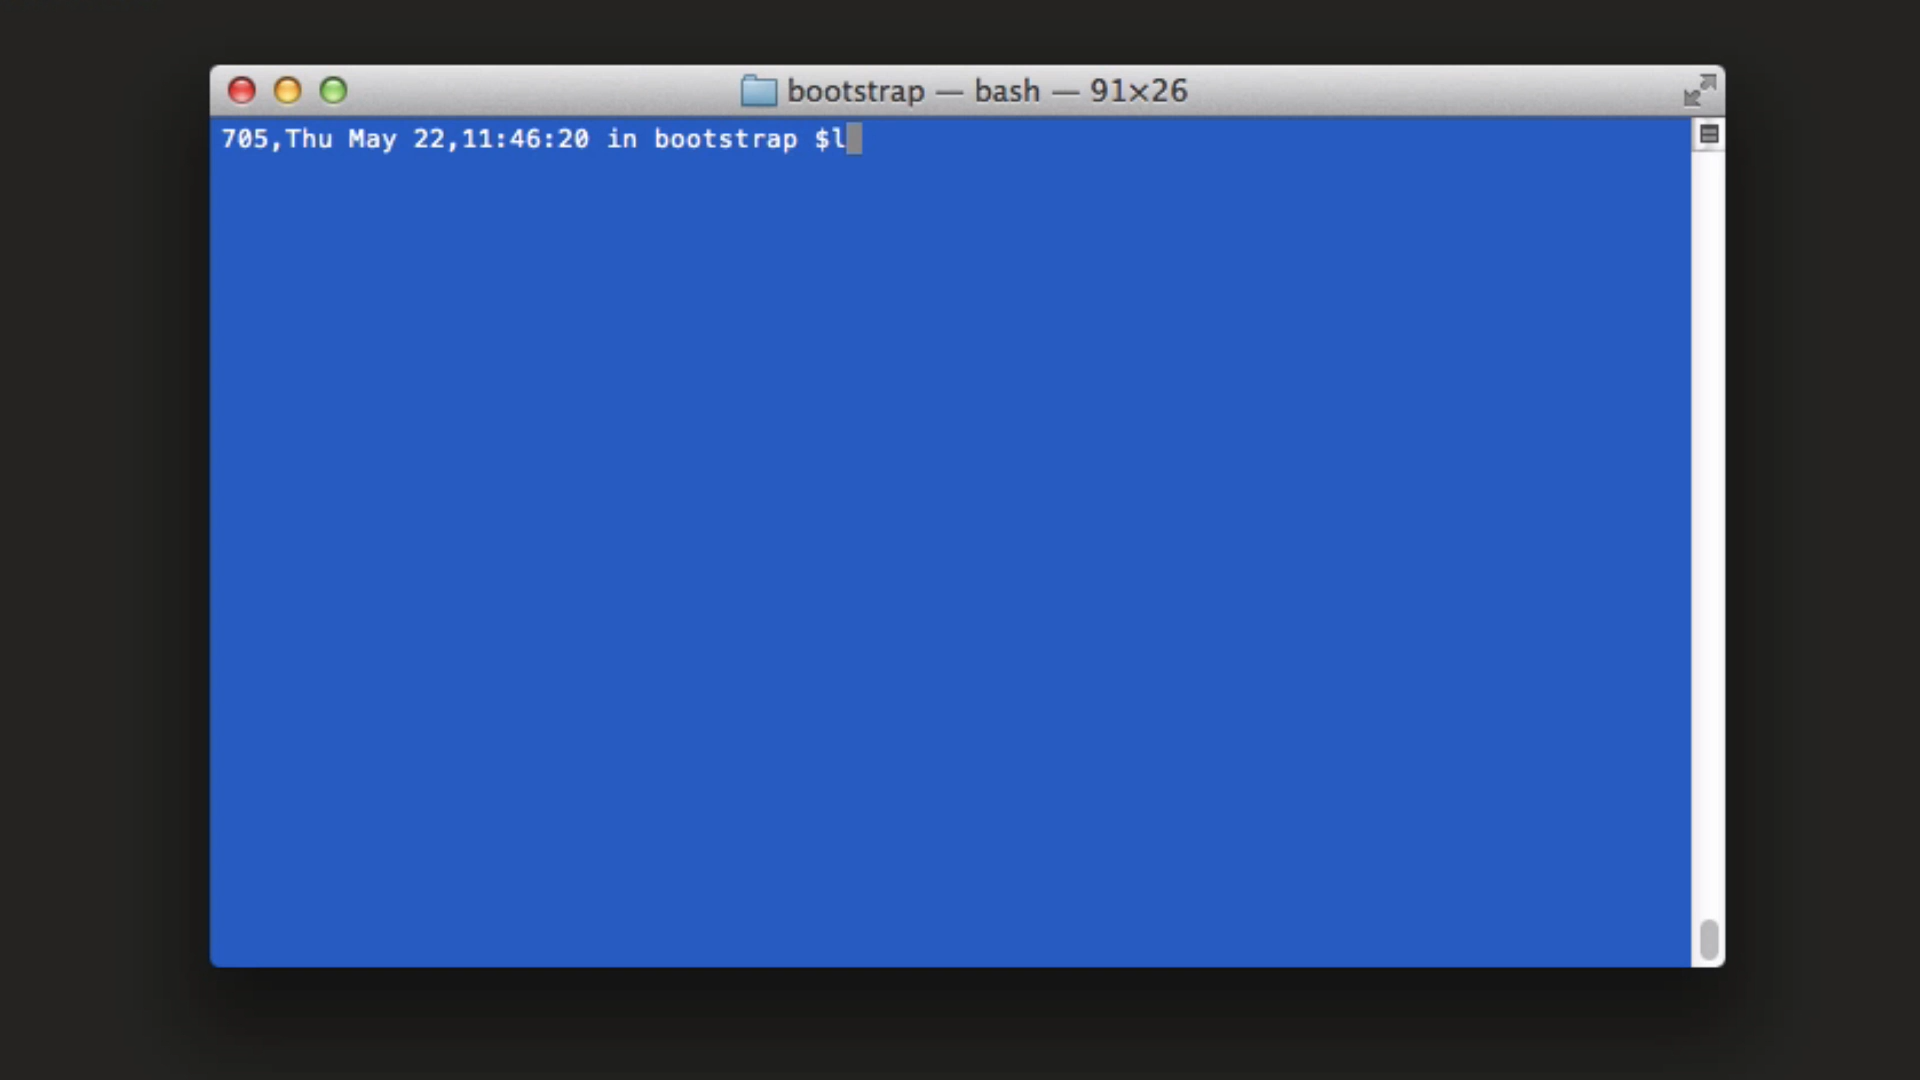 bootstrap — bash — 91×26
705,Thu May 22,11:46:20 in bootstrap $l